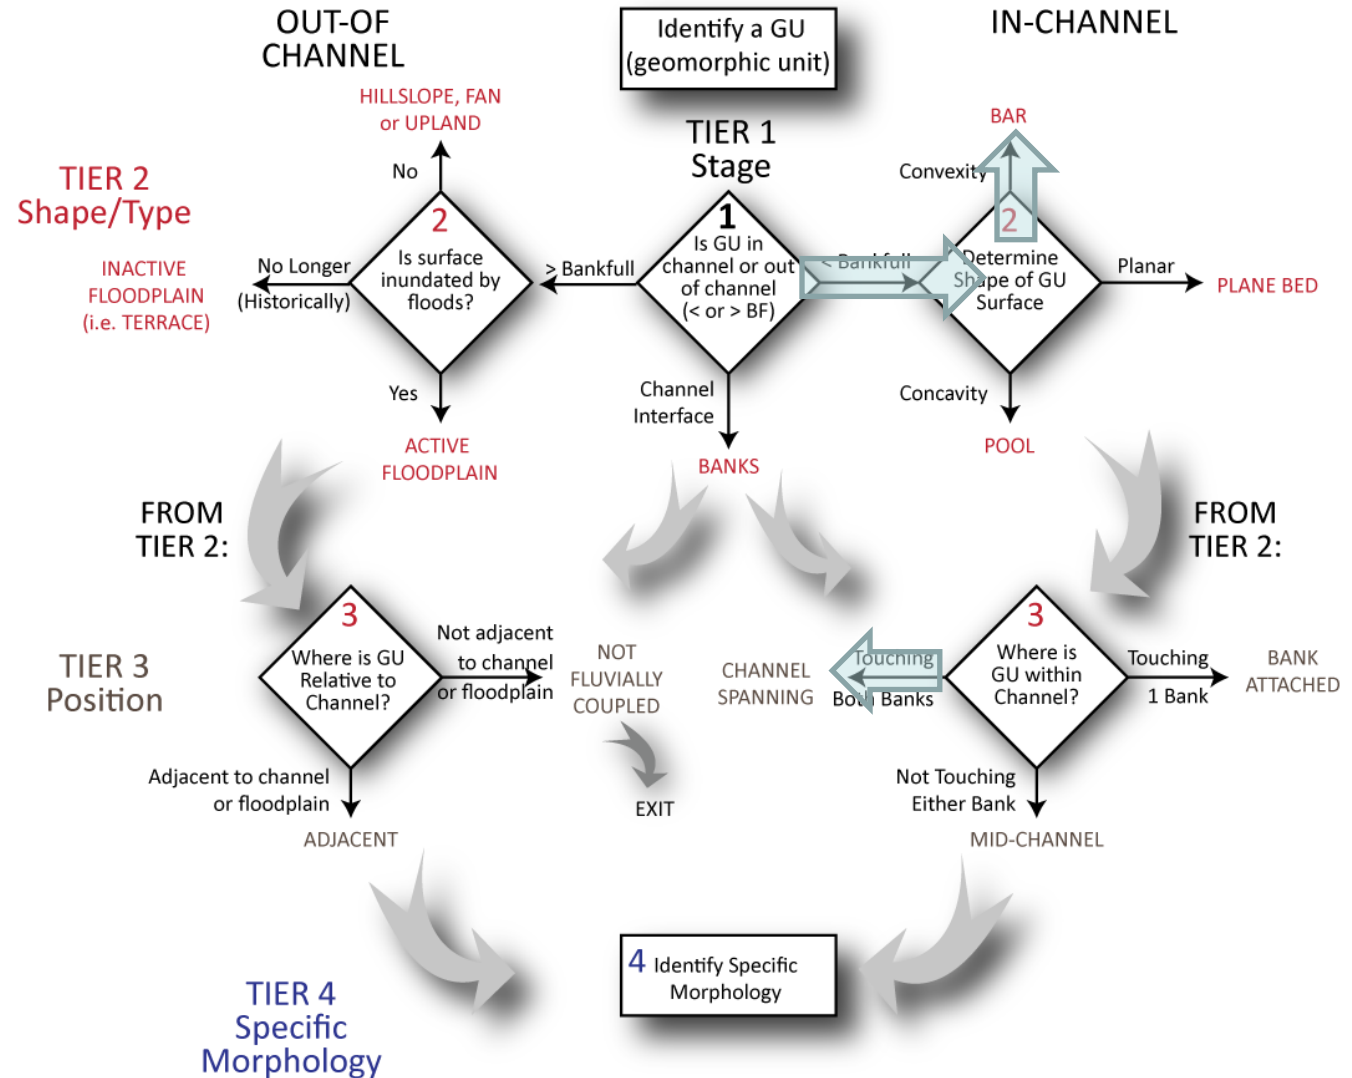 OUT-OF
CHANNEL
Identify a GU
(geomorphic unit)
IN-CHANNEL
HILLSLOPE, FAN
or UPLAND
TIER 1
Stage
BAR
No
Convexity
TIER 2
Shape/Type
2
Is surface
inundated by
floods?
1
Is GU in
channel or out
of channel
(< or > BF)
2
Determine
Shape of GU
Surface
INACTIVE
FLOODPLAIN
(i.e. TERRACE)
No Longer
(Historically)
> Bankfull
< Bankfull
Planar
PLANE BED
Yes
Channel
Interface
Concavity
ACTIVE
FLOODPLAIN
BANKS
POOL
FROM
TIER 2:
FROM
TIER 2:
TIER 3
Position
3
Where is GU
Relative to
Channel?
Not adjacent
to channel
or floodplain
NOT
FLUVIALLY
COUPLED
CHANNEL
SPANNING
Touching
Both Banks
3
Where is
GU within
Channel?
Touching
1 Bank
BANK
ATTACHED
Adjacent to channel
or floodplain
EXIT
Not Touching
Either Bank
ADJACENT
MID-CHANNEL
4 Identify Specific
Morphology
TIER 4
Specific
Morphology